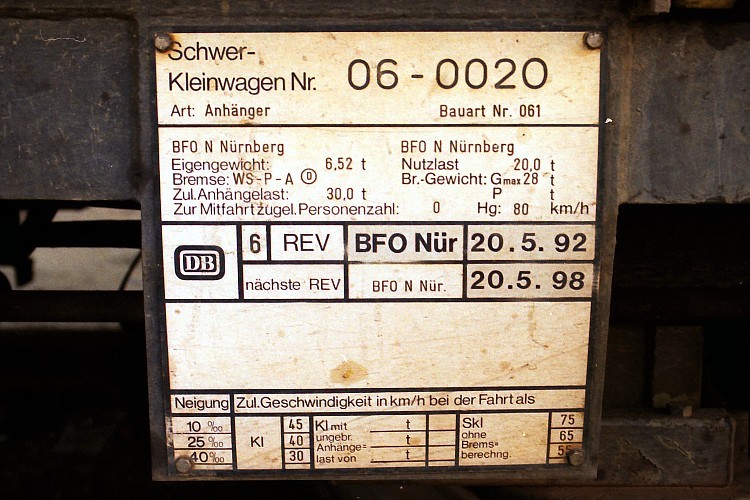 Schwer-
Kleinwagen Nr. 06-0020
Art: Anhänger Bauart Nr. 061
BFO N Nürnberg BFO N Nürnberg
Eigengewicht: 6,52 t Nutzlast 20,0 t
Bremse: WS-P-A Br.-Gewicht: Gmax 28 t
Zul.Anhängelast: 30,0 t P t
Zur Mitfahrt zugel. Personenzahl: 0 Hg: 80 km/h
DB 6 REV BFO Nür 20.5.92
nächste REV BFO N Nür. 20.5.98
Neigung Zul.Geschwindigkeit in km/h bei der Fahrt als
10 ‰ Kl 45 Kl mit t Skl 75
25 ‰ 40 ungebr. t ohne 65
40 ‰ 30 Anhänge= t Brems=
last von berechng.